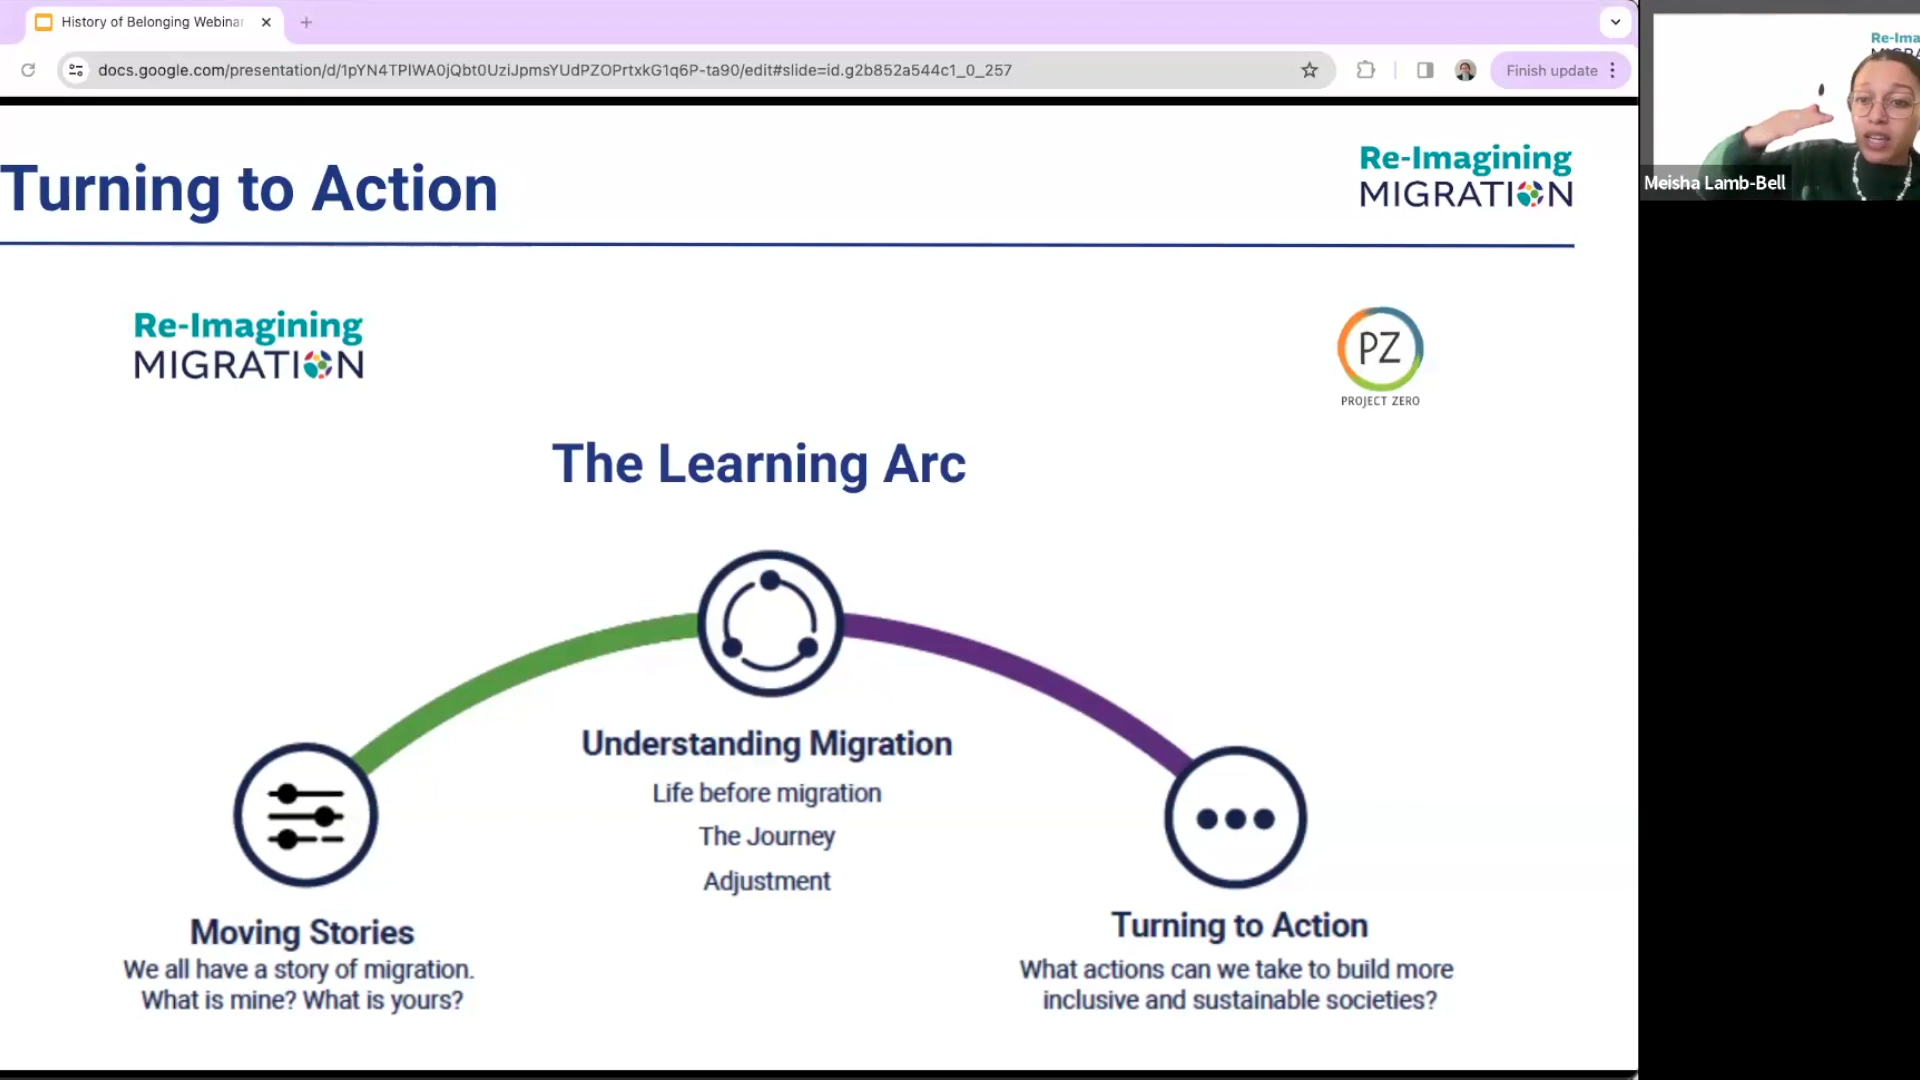 History of Belonging Webinar
docs.google.com/presentation/d/1pYN4TPlWA0jQbt0UziJpmsYUdPZOPrtxkG1q6P-ta90/edit#slide=id.g2b852a544c1_0_257
Finish update
Re-Ima
Meisha Lamb-Bell
Turning to Action
Re-Imagining
MIGRATION
Re-Imagining
MIGRATION
PZ
PROJECT ZERO
The Learning Arc
Understanding Migration
Life before migration
The Journey
Adjustment
Moving Stories
We all have a story of migration.
What is mine? What is yours?
Turning to Action
What actions can we take to build more
inclusive and sustainable societies?